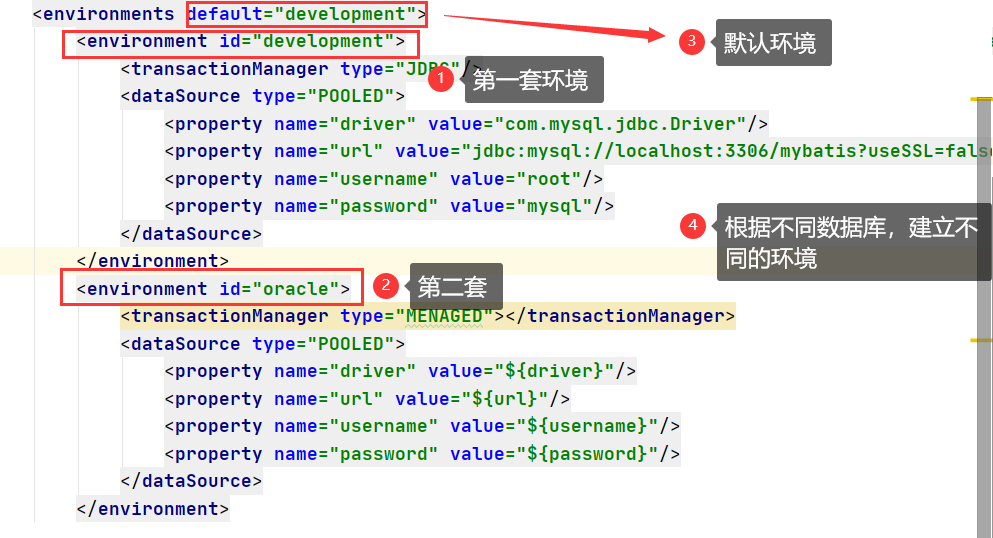 <environments default="development">
③ 默认环境
<environment id="development">
<transactionManager type="JDBC"/>
① 第一套环境
<dataSource type="POOLED">
<property name="driver" value="com.mysql.jdbc.Driver"/>
<property name="url" value="jdbc:mysql://localhost:3306/mybatis?useSSL=false
<property name="username" value="root"/>
<property name="password" value="mysql"/>
④ 根据不同数据库，建立不
同的环境
</dataSource>
</environment>
<environment id="oracle">
② 第二套
<transactionManager type="MENAGED"></transactionManager>
<dataSource type="POOLED">
<property name="driver" value="${driver}"/>
<property name="url" value="${url}"/>
<property name="username" value="${username}"/>
<property name="password" value="${password}"/>
</dataSource>
</environment>